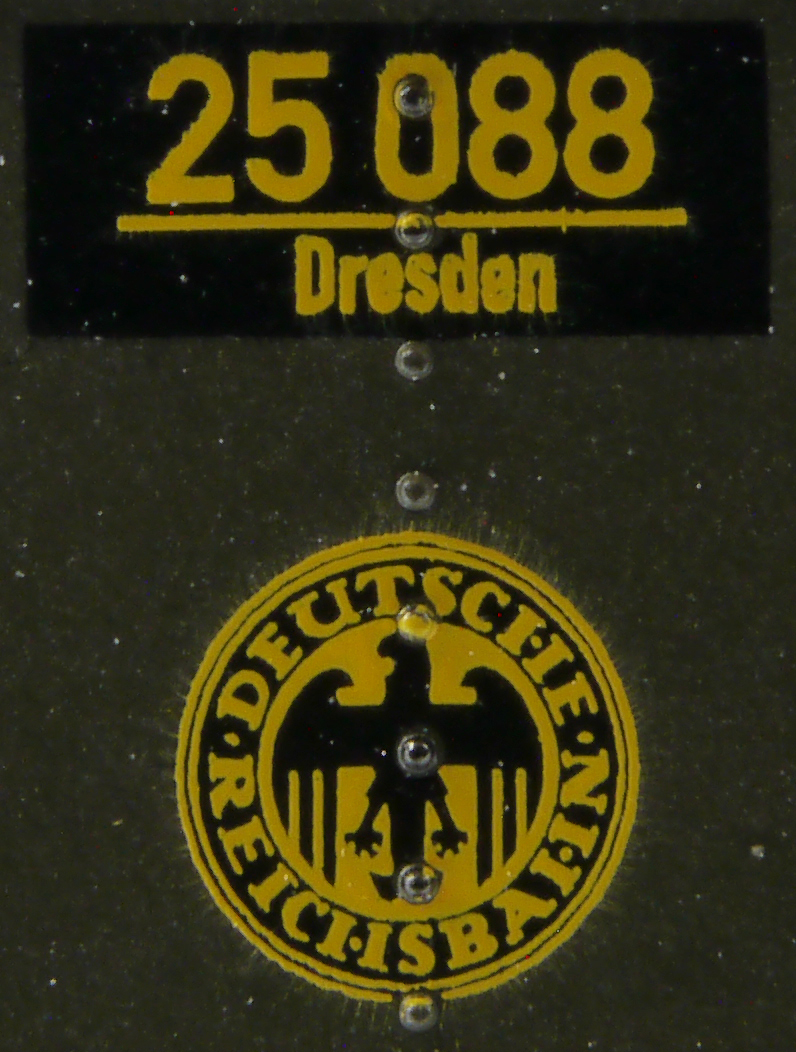 25 088
Dresden
DEUTSCHE
REICHSBAHN